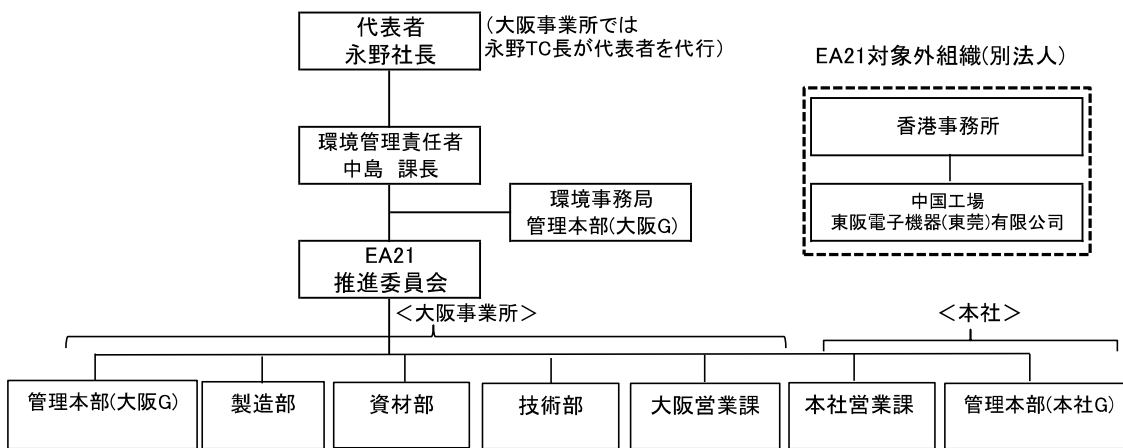 代表者
永野社長
(大阪事業所では
永野TC長が代表者を代行)
EA21対象外組織(別法人)
香港事務所
中国工場
東阪電子機器(東莞)有限公司
環境管理責任者
中島　課長
環境事務局
管理本部(大阪G)
EA21
推進委員会
＜大阪事業所＞
＜本社＞
管理本部(大阪G)
製造部
資材部
技術部
大阪営業課
本社営業課
管理本部(本社G)